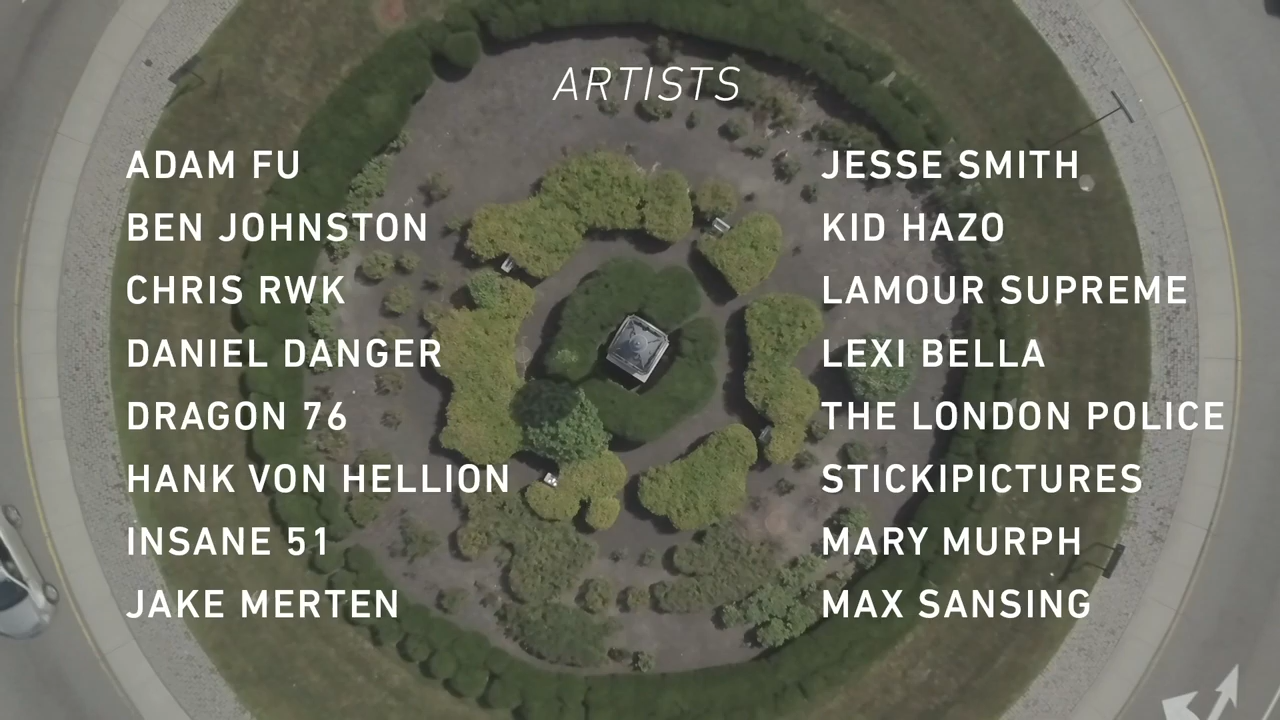 ARTISTS
ADAM FU
BEN JOHNSTON
CHRIS RWK
DANIEL DANGER
DRAGON 76
HANK VON HELLION
INSANE 51
JAKE MERTEN
JESSE SMITH
KID HAZO
LAMOUR SUPREME
LEXI BELLA
THE LONDON POLICE
STICKIPICTURES
MARY MURPH
MAX SANSING